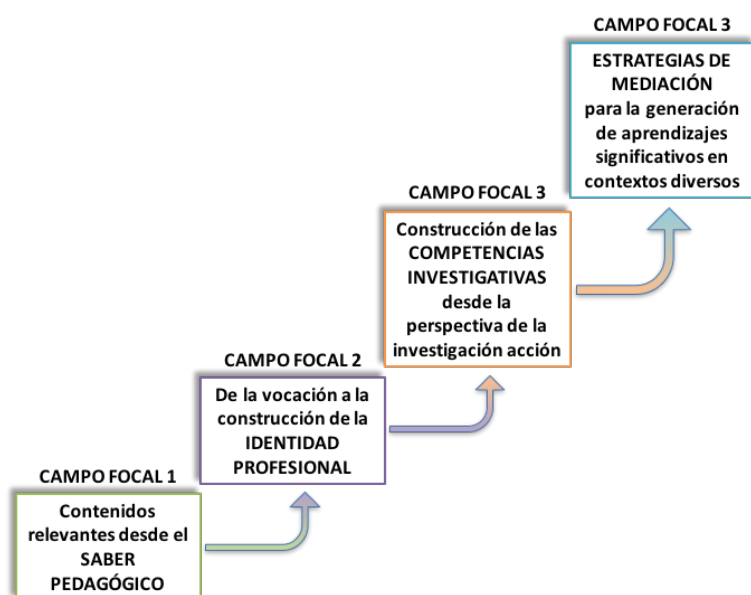 CAMPO FOCAL 3
ESTRATEGIAS DE
MEDIACIÓN
para la generación
de aprendizajes
significativos en
contextos diversos
CAMPO FOCAL 3
Construcción de las
COMPETENCIAS
INVESTIGATIVAS
desde la
perspectiva de la
investigación acción
CAMPO FOCAL 2
De la vocación a la
construcción de la
IDENTIDAD
PROFESIONAL
CAMPO FOCAL 1
Contenidos
relevantes desde el
SABER
PEDAGÓGICO